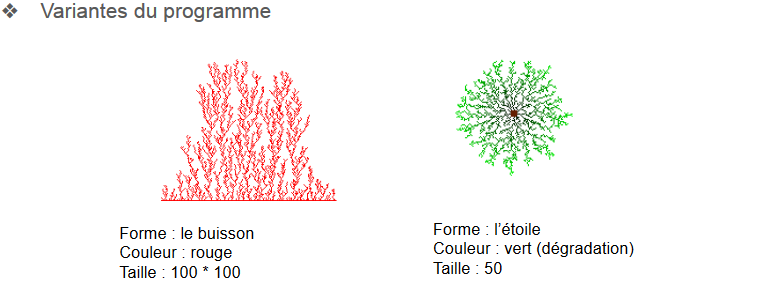 ❖ Variantes du programme
Forme : le buisson
Couleur : rouge
Taille : 100 * 100
Forme : l’étoile
Couleur : vert (dégradation)
Taille : 50